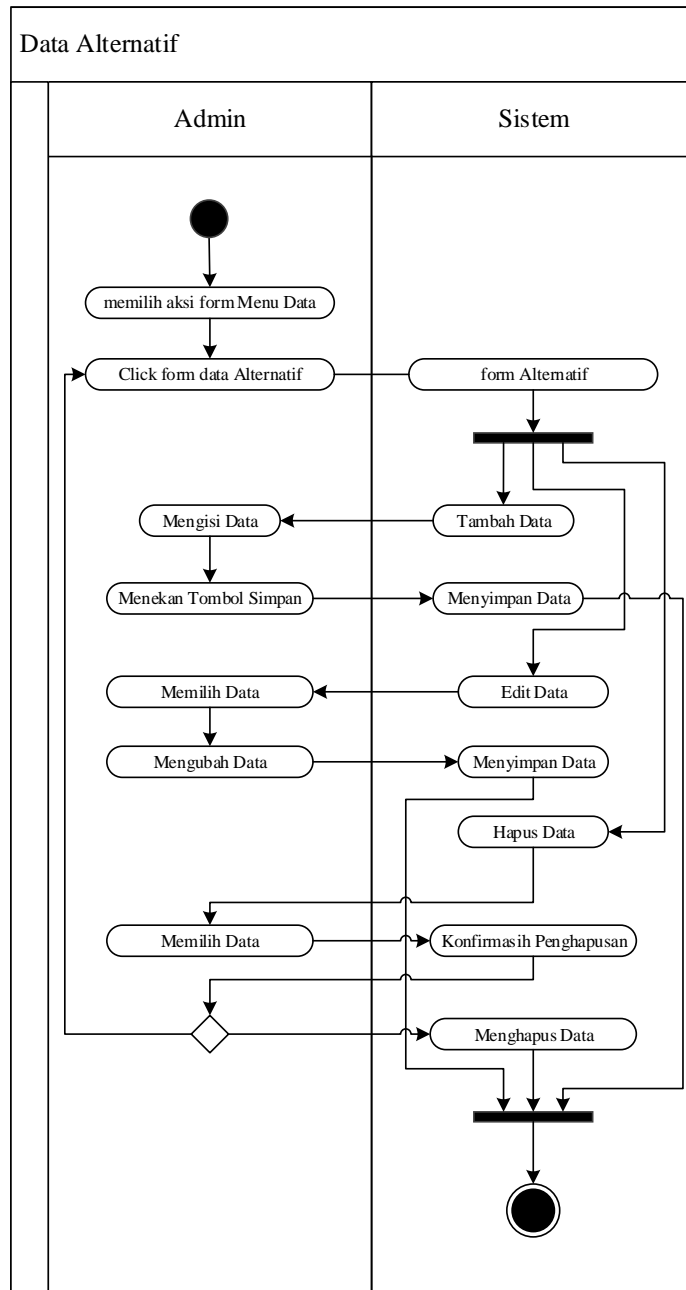 Data Alternatif
Admin
Sistem
memilih aksi form Menu Data
Click form data Alternatif
form Alternatif
Mengisi Data
Tambah Data
Menekan Tombol Simpan
Menyimpan Data
Memilih Data
Edit Data
Mengubah Data
Menyimpan Data
Hapus Data
Memilih Data
Konfirmasih Penghapusan
Menghapus Data